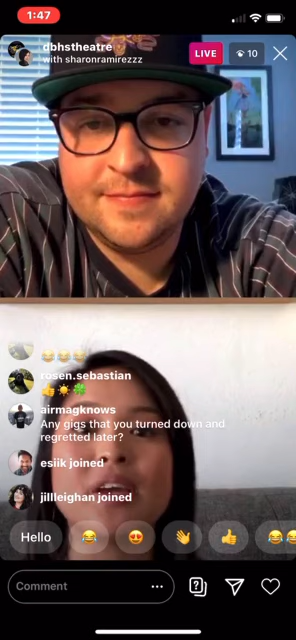 1:47
dbhstheatre
with sharonramirezzz
LIVE
10
rosen.sebastian
airmagknows
Any gigs that you turned down and
regretted later?
esiik joined
jillleighan joined
Hello
Comment